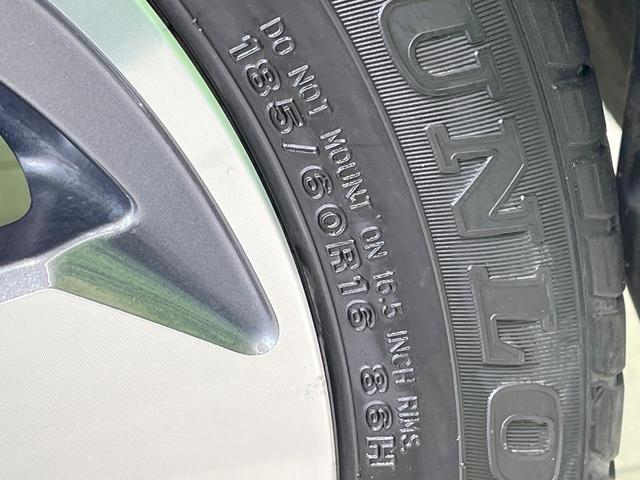 UNLO
DO NOT MOUNT ON 16.5 INCH RIMS.
185/60R16 86H